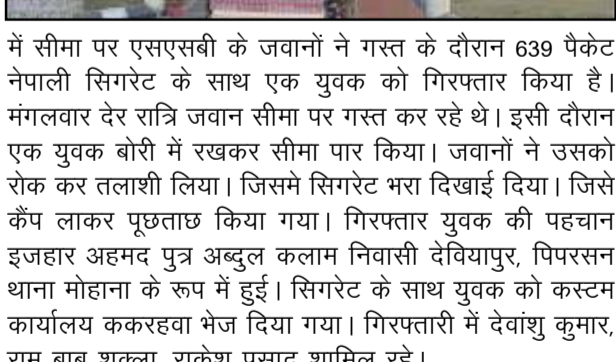 में सीमा पर एसएसबी के जवानों ने गस्त के दौरान 639 पैकेट
नेपाली सिगरेट के साथ एक युवक को गिरफ्तार किया है।
मंगलवार देर रात्रि जवान सीमा पर गस्त कर रहे थे। इसी दौरान
एक युवक बोरी में रखकर सीमा पार किया। जवानों ने उसको
रोक कर तलाशी लिया। जिसमे सिगरेट भरा दिखाई दिया। जिसे
कैंप लाकर पूछताछ किया गया। गिरफ्तार युवक की पहचान
इजहार अहमद पुत्र अब्दुल कलाम निवासी देवियापुर, पिपरसन
थाना मोहाना के रूप में हुई। सिगरेट के साथ युवक को कस्टम
कार्यालय ककरहवा भेज दिया गया। गिरफ्तारी में देवांशु कुमार,
राम बाबू शुक्ला, राकेश प्रसाद शामिल रहे।